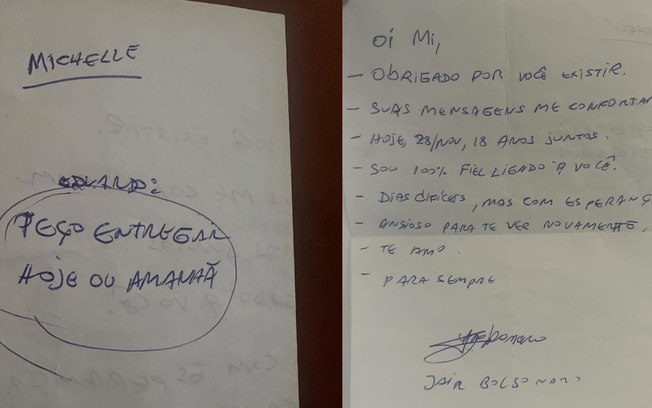 MICHELLE
PEÇO ENTREGAR
HOJE OU AMANHÃ
OI MI,
- OBRIGADO POR VOCÊ EXISTIR.
- SUAS MENSAGENS ME CONFORTAM
- HOJE, 28/NOV, 18 ANOS JUNTOS.
- SOU 100% FIEL LIGADO À VOCÊ.
- DIAS DIFÍCEIS, MAS COM ESPERANÇ
- ANSIOSO PARA TE VER NOVAMENTE.
- TE AMO.
- PARA SEMPRE
JAIR BOLSONARO